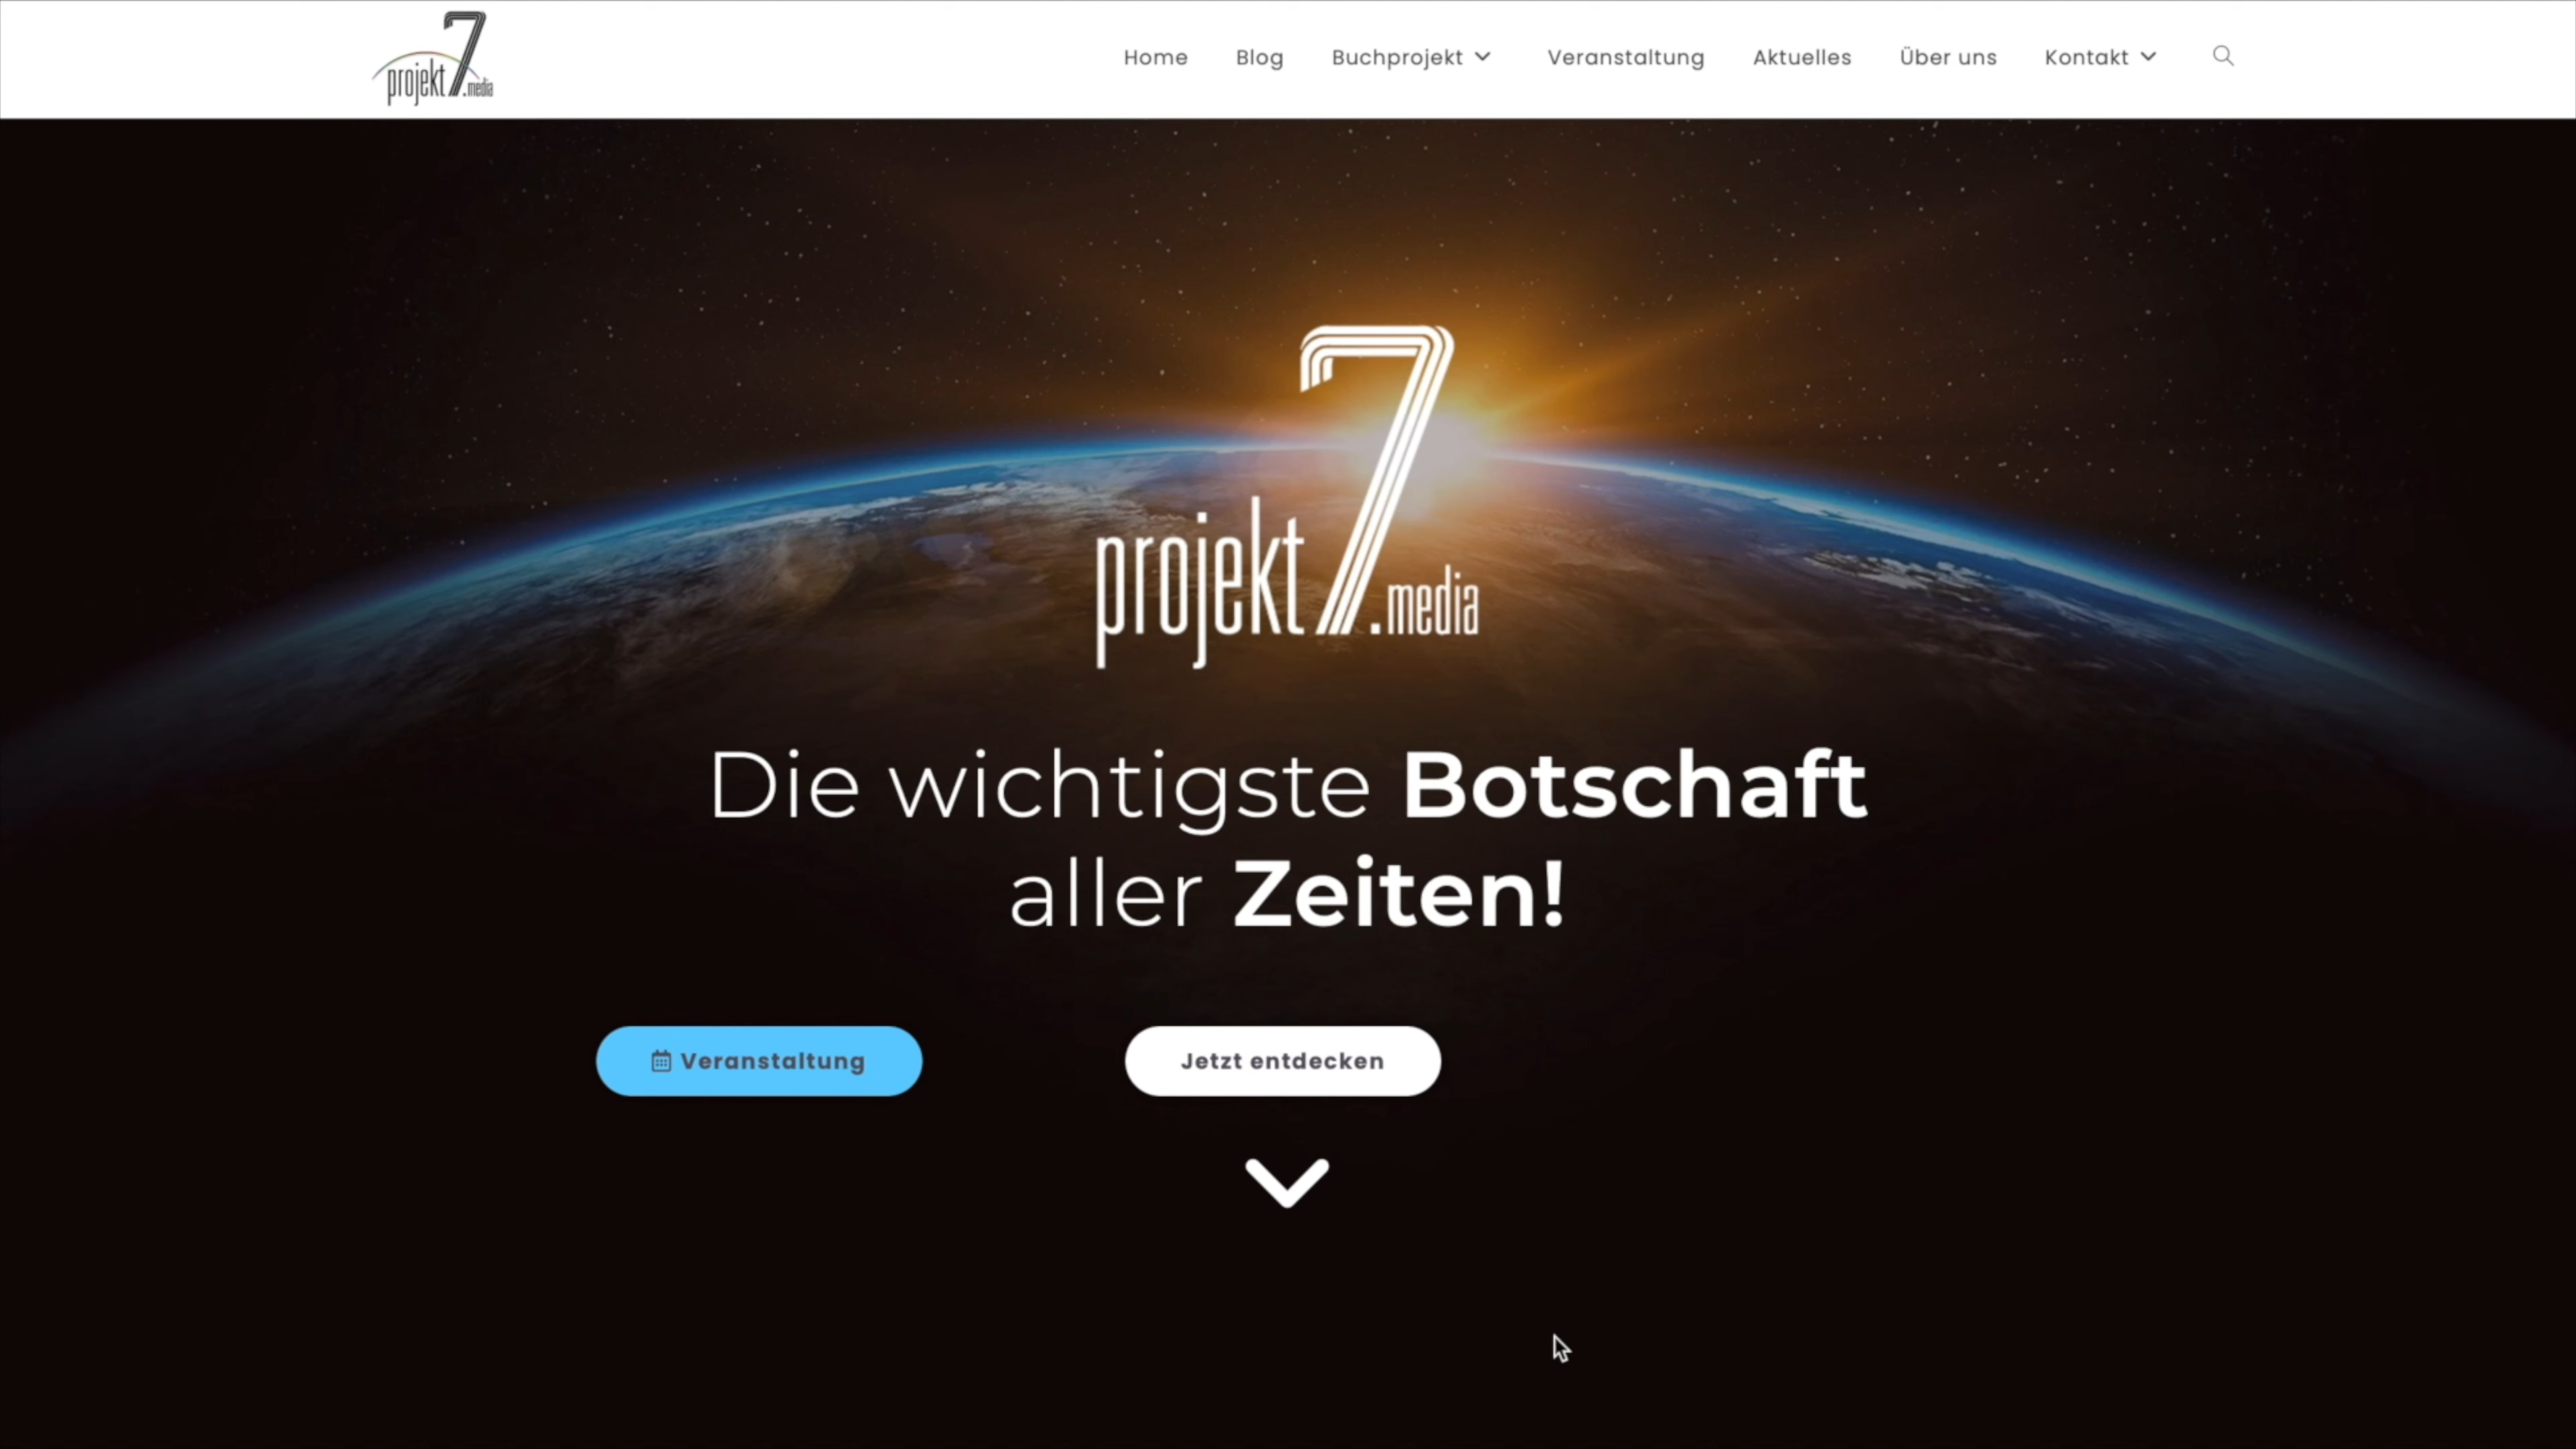 projekt7.media
Home Blog Buchprojekt Veranstaltung Aktuelles Über uns Kontakt
projekt7.media
Die wichtigste Botschaft
aller Zeiten!
Veranstaltung Jetzt entdecken